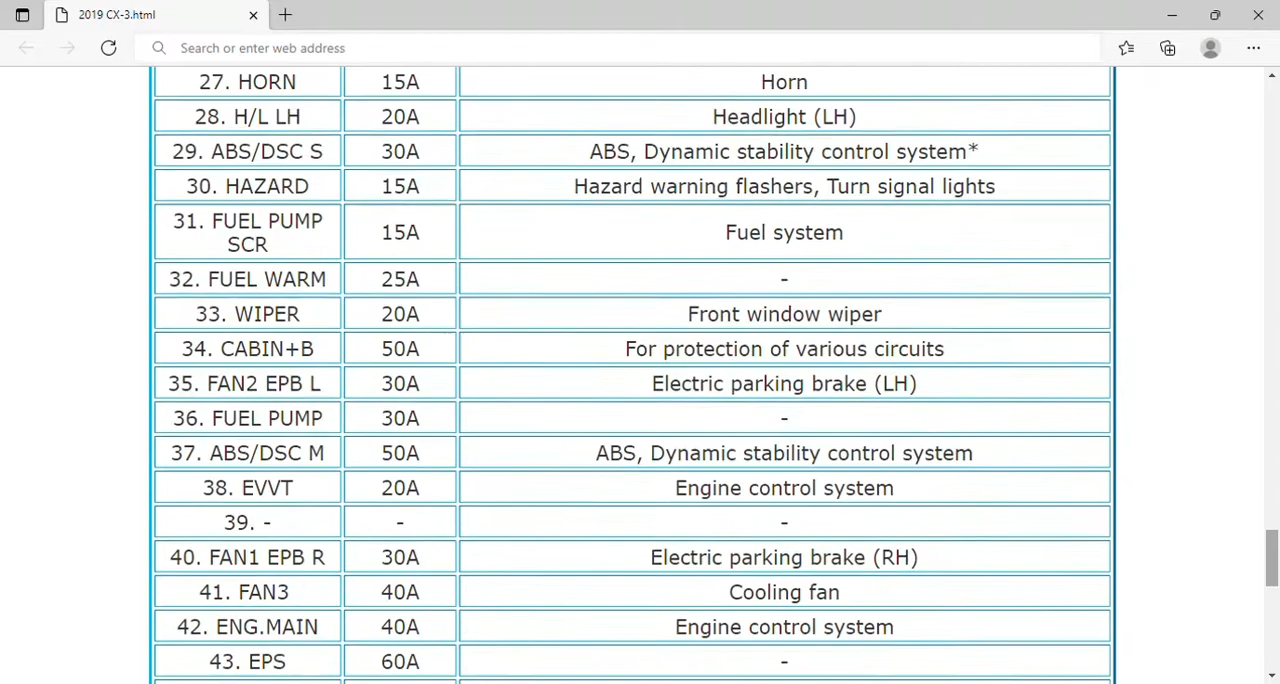 2019 CX-3.html
Search or enter web address
27. HORN 15A Horn
28. H/L LH 20A Headlight (LH)
29. ABS/DSC S 30A ABS, Dynamic stability control system*
30. HAZARD 15A Hazard warning flashers, Turn signal lights
31. FUEL PUMP
SCR 15A Fuel system
32. FUEL WARM 25A -
33. WIPER 20A Front window wiper
34. CABIN+B 50A For protection of various circuits
35. FAN2 EPB L 30A Electric parking brake (LH)
36. FUEL PUMP 30A -
37. ABS/DSC M 50A ABS, Dynamic stability control system
38. EVVT 20A Engine control system
39. - - -
40. FAN1 EPB R 30A Electric parking brake (RH)
41. FAN3 40A Cooling fan
42. ENG.MAIN 40A Engine control system
43. EPS 60A -